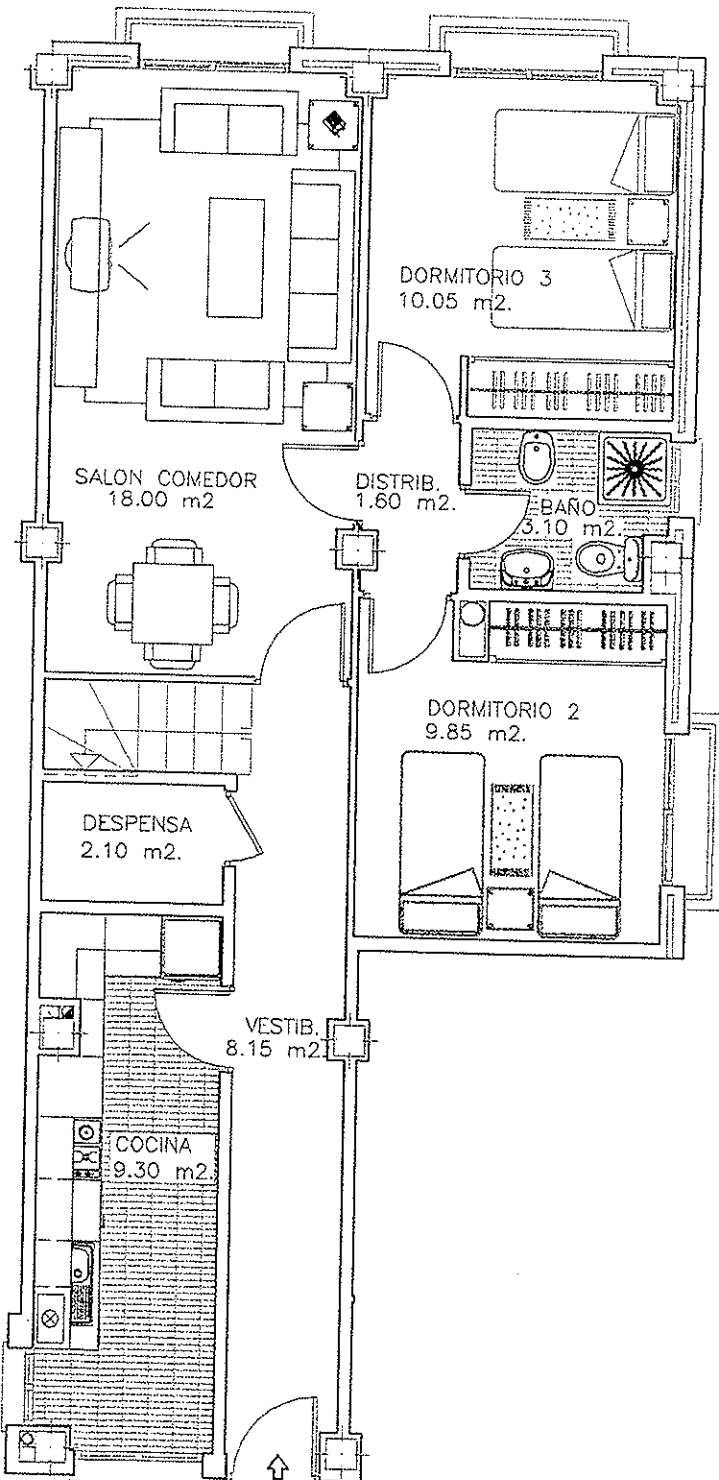 DORMITORIO 3
10.05 m2.
SALON COMEDOR
18.00 m2
DISTRIB.
1.60 m2.
BAÑO
3.10 m2.
DORMITORIO 2
9.85 m2.
DESPENSA
2.10 m2.
VESTIB.
8.15 m2.
COCINA
9.30 m2.